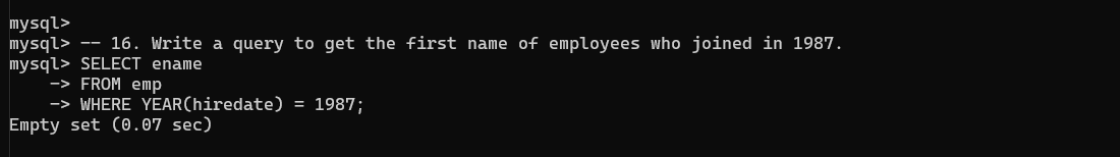 mysql>
mysql> -- 16. Write a query to get the first name of employees who joined in 1987.
mysql> SELECT ename
    -> FROM emp
    -> WHERE YEAR(hiredate) = 1987;
Empty set (0.07 sec)